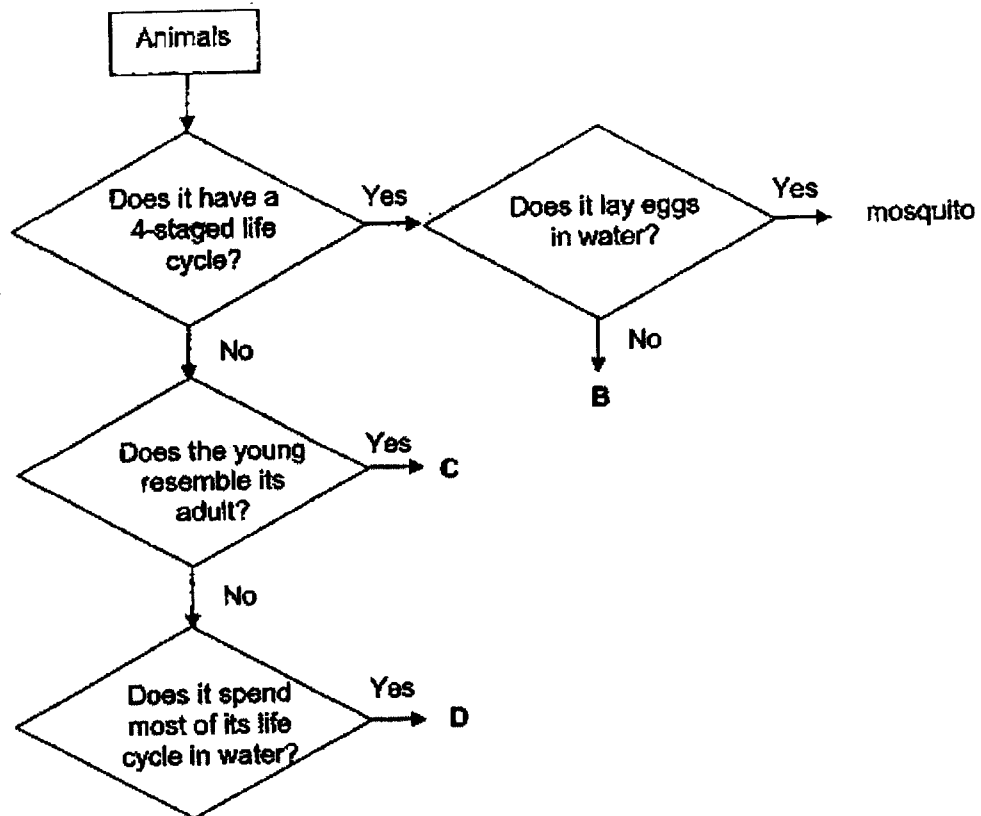 Animals
Does it have a
4-staged life
cycle?
Yes
Does it lay eggs
in water?
Yes
mosquito
No
B
No
Does the young
resemble its
adult?
Yes
C
No
Does it spend
most of its life
cycle in water?
Yes
D